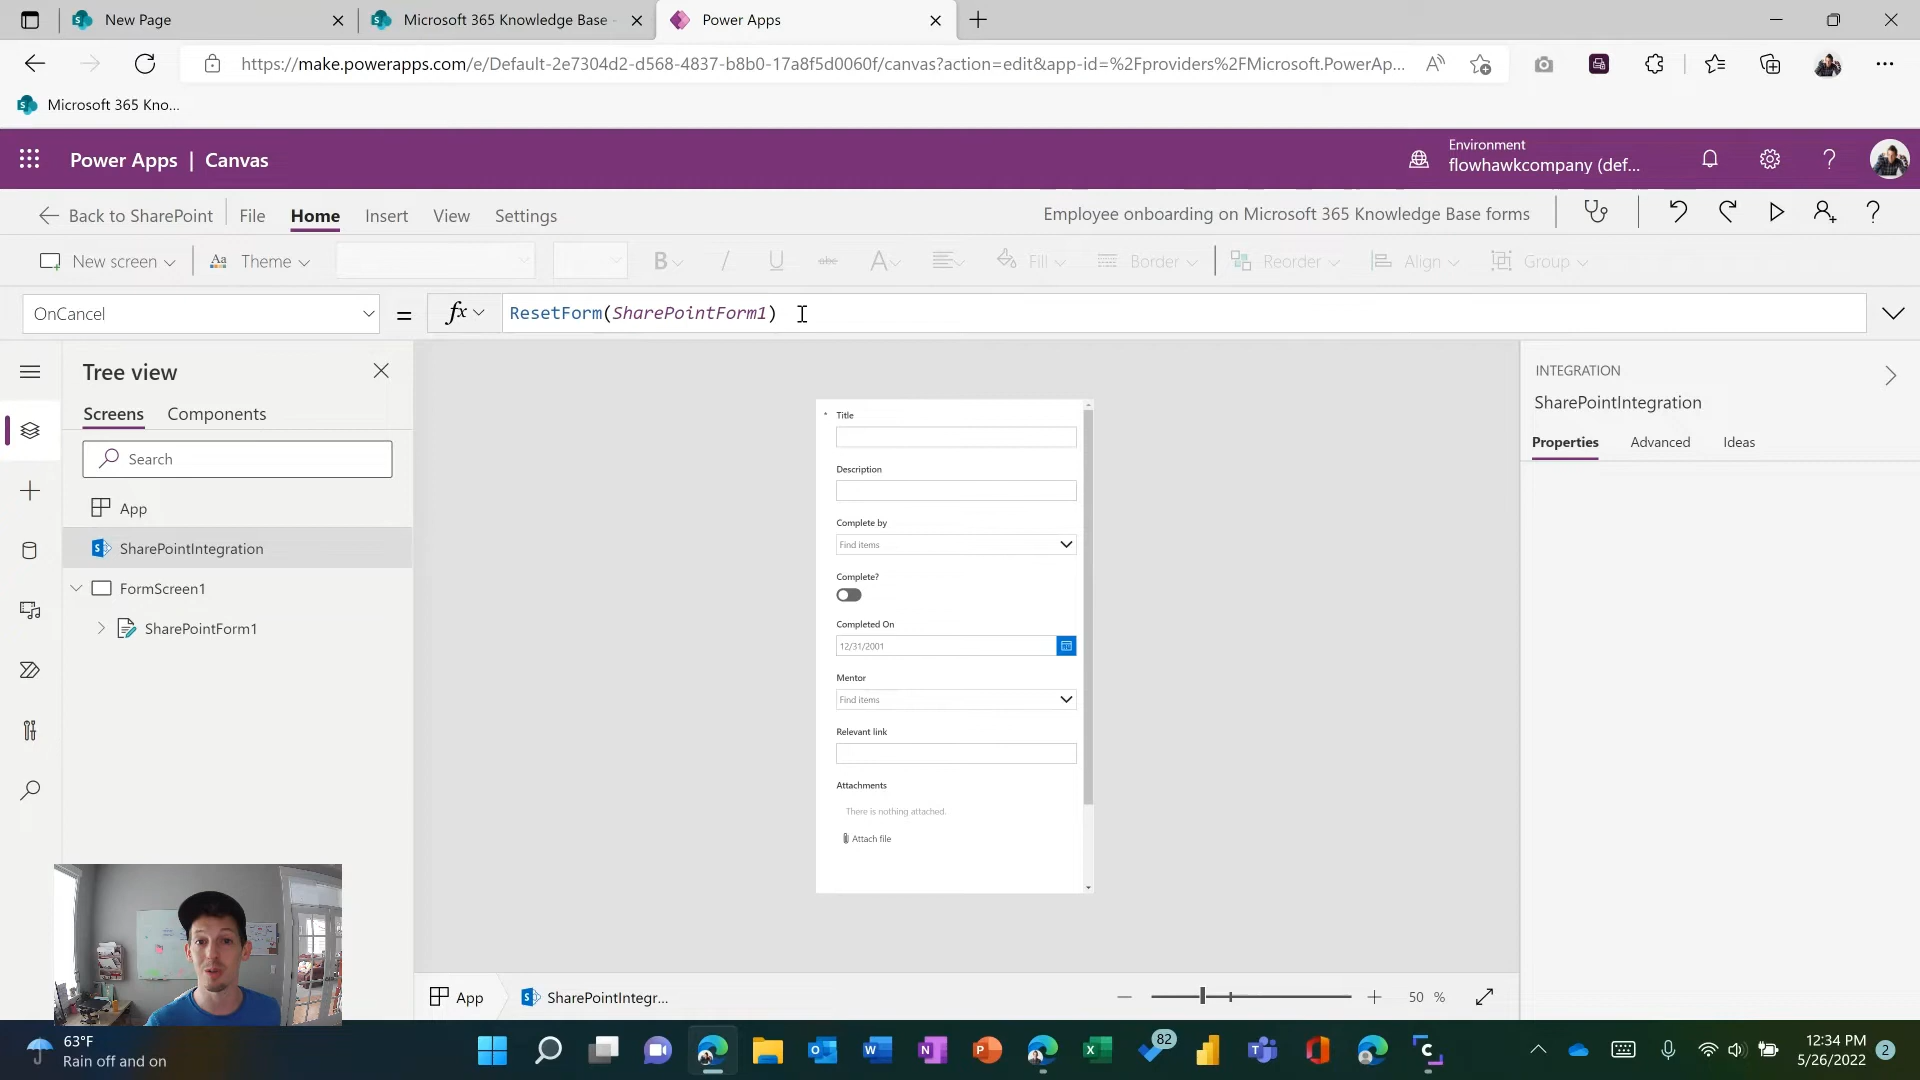 New Page
Microsoft 365 Knowledge Base -
Power Apps
https://make.powerapps.com/e/Default-2e7304d2-d568-4837-b8b0-17a8f5d0060f/canvas?action=edit&app-id=%2Fproviders%2FMicrosoft.PowerAp...
Microsoft 365 Kno...
Power Apps | Canvas
Environment
flowhawkcompany (def...
Back to SharePoint
File
Home
Insert
View
Settings
Employee onboarding on Microsoft 365 Knowledge Base forms
New screen
Theme
B
I
U
abc
A
Fill
Border
Reorder
Align
Group
OnCancel
=
fx
ResetForm(SharePointForm1)
Tree view
Screens
Components
Search
App
SharePointIntegration
FormScreen1
SharePointForm1
* Title
Description
Complete by
Find items
Complete?
Completed On
12/31/2001
Mentor
Find items
Relevant link
Attachments
There is nothing attached.
Attach file
INTEGRATION
SharePointIntegration
Properties
Advanced
Ideas
App
SharePointIntegr...
50 %
63°F
Rain off and on
82
12:34 PM
5/26/2022
2